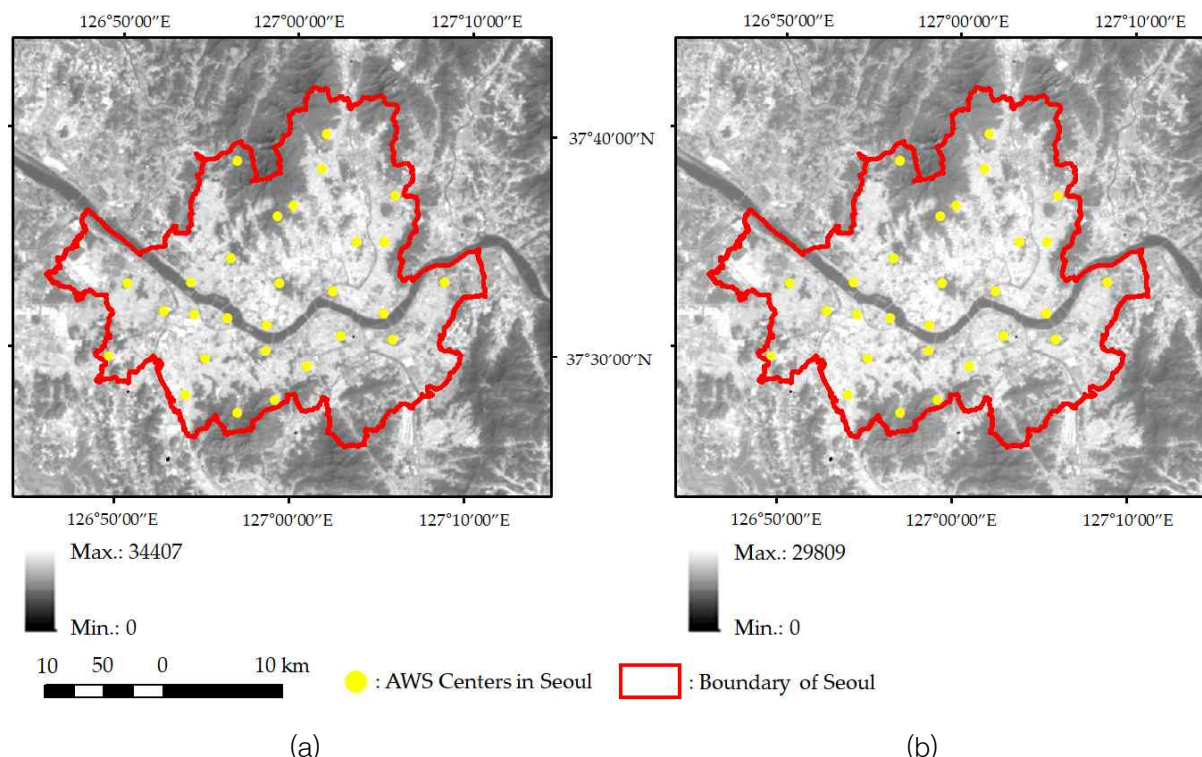 126°50'00"E 127°00'00"E 127°10'00"E 126°50'00"E 127°00'00"E 127°10'00"E
37°40'00"N
37°30'00"N
126°50'00"E 127°00'00"E 127°10'00"E 126°50'00"E 127°00'00"E 127°10'00"E
Max.: 34407 Max.: 29809
Min.: 0 Min.: 0
10 50 0 10 km
: AWS Centers in Seoul : Boundary of Seoul
(a) (b)